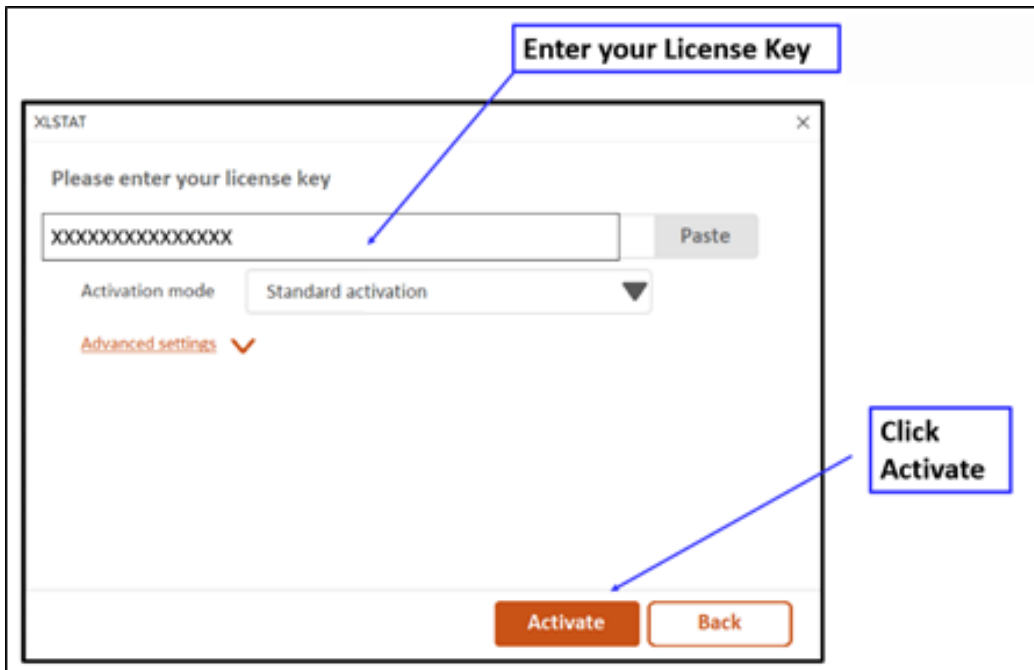 Enter your License Key
XLSTAT
Please enter your license key
XXXXXXXXXXXXXXX
Paste
Activation mode
Standard activation
Advanced settings
Click
Activate
Activate
Back